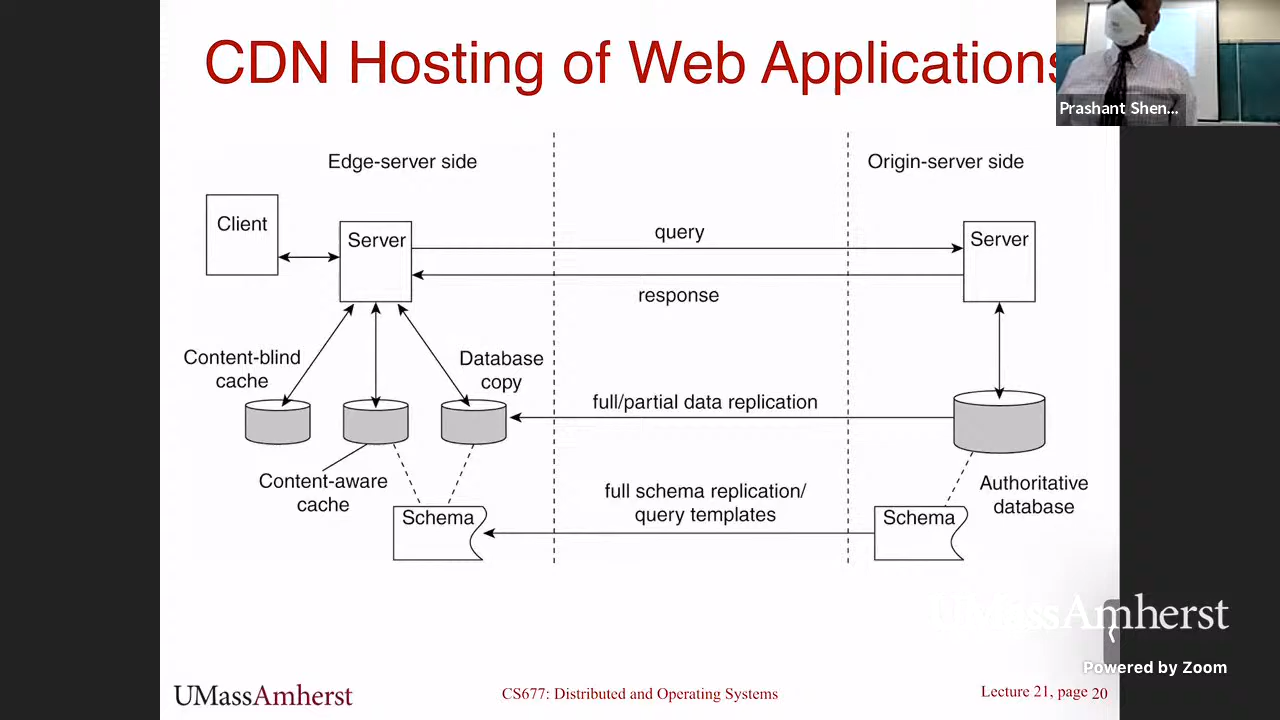 CDN Hosting of Web Applications
Prashant Shen...
Edge-server side
Origin-server side
Client
Server
query
Server
response
Content-blind
cache
Database
copy
full/partial data replication
Content-aware
cache
full schema replication/
query templates
Authoritative
database
Schema
Schema
UMassAmherst
Powered by Zoom
UMassAmherst
CS677: Distributed and Operating Systems
Lecture 21, page 20